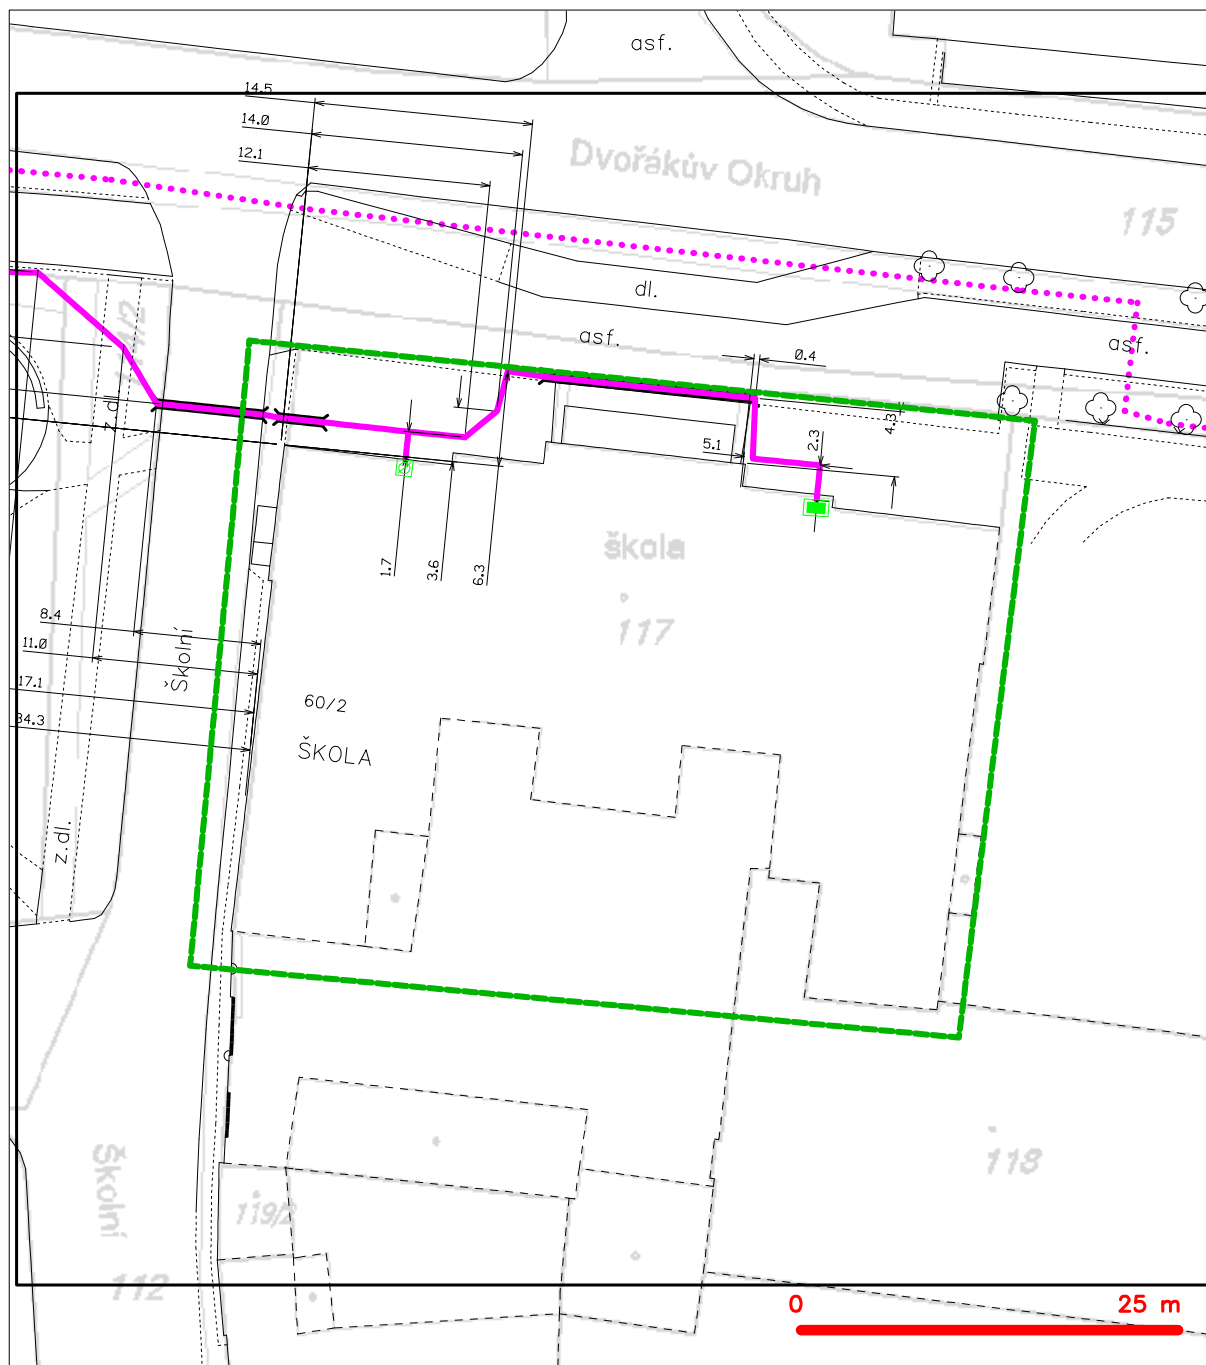 asf.
14.5
14.0
12.1
Dvořákův Okruh
115
dl.
asf.
asf.
0.4
z.dl.
4.3
2.3
5.1
škola
1.7
3.6
6.3
117
8.4
11.0
Školní
17.1
60/2
34.3
ŠKOLA
z.dl.
118
Školní
119/2
112
0 25 m